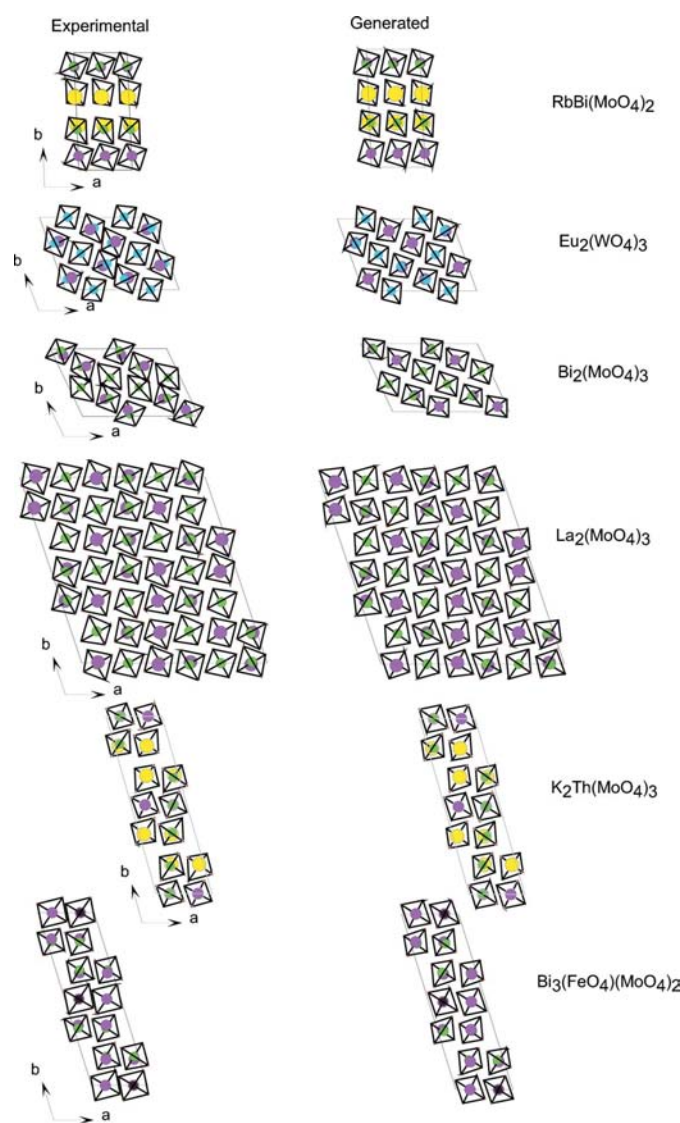 Experimental
Generated
RbBi(MoO4)2
b
a
Eu2(WO4)3
b
a
Bi2(MoO4)3
b
a
La2(MoO4)3
b
a
K2Th(MoO4)3
b
a
Bi3(FeO4)(MoO4)2
b
a